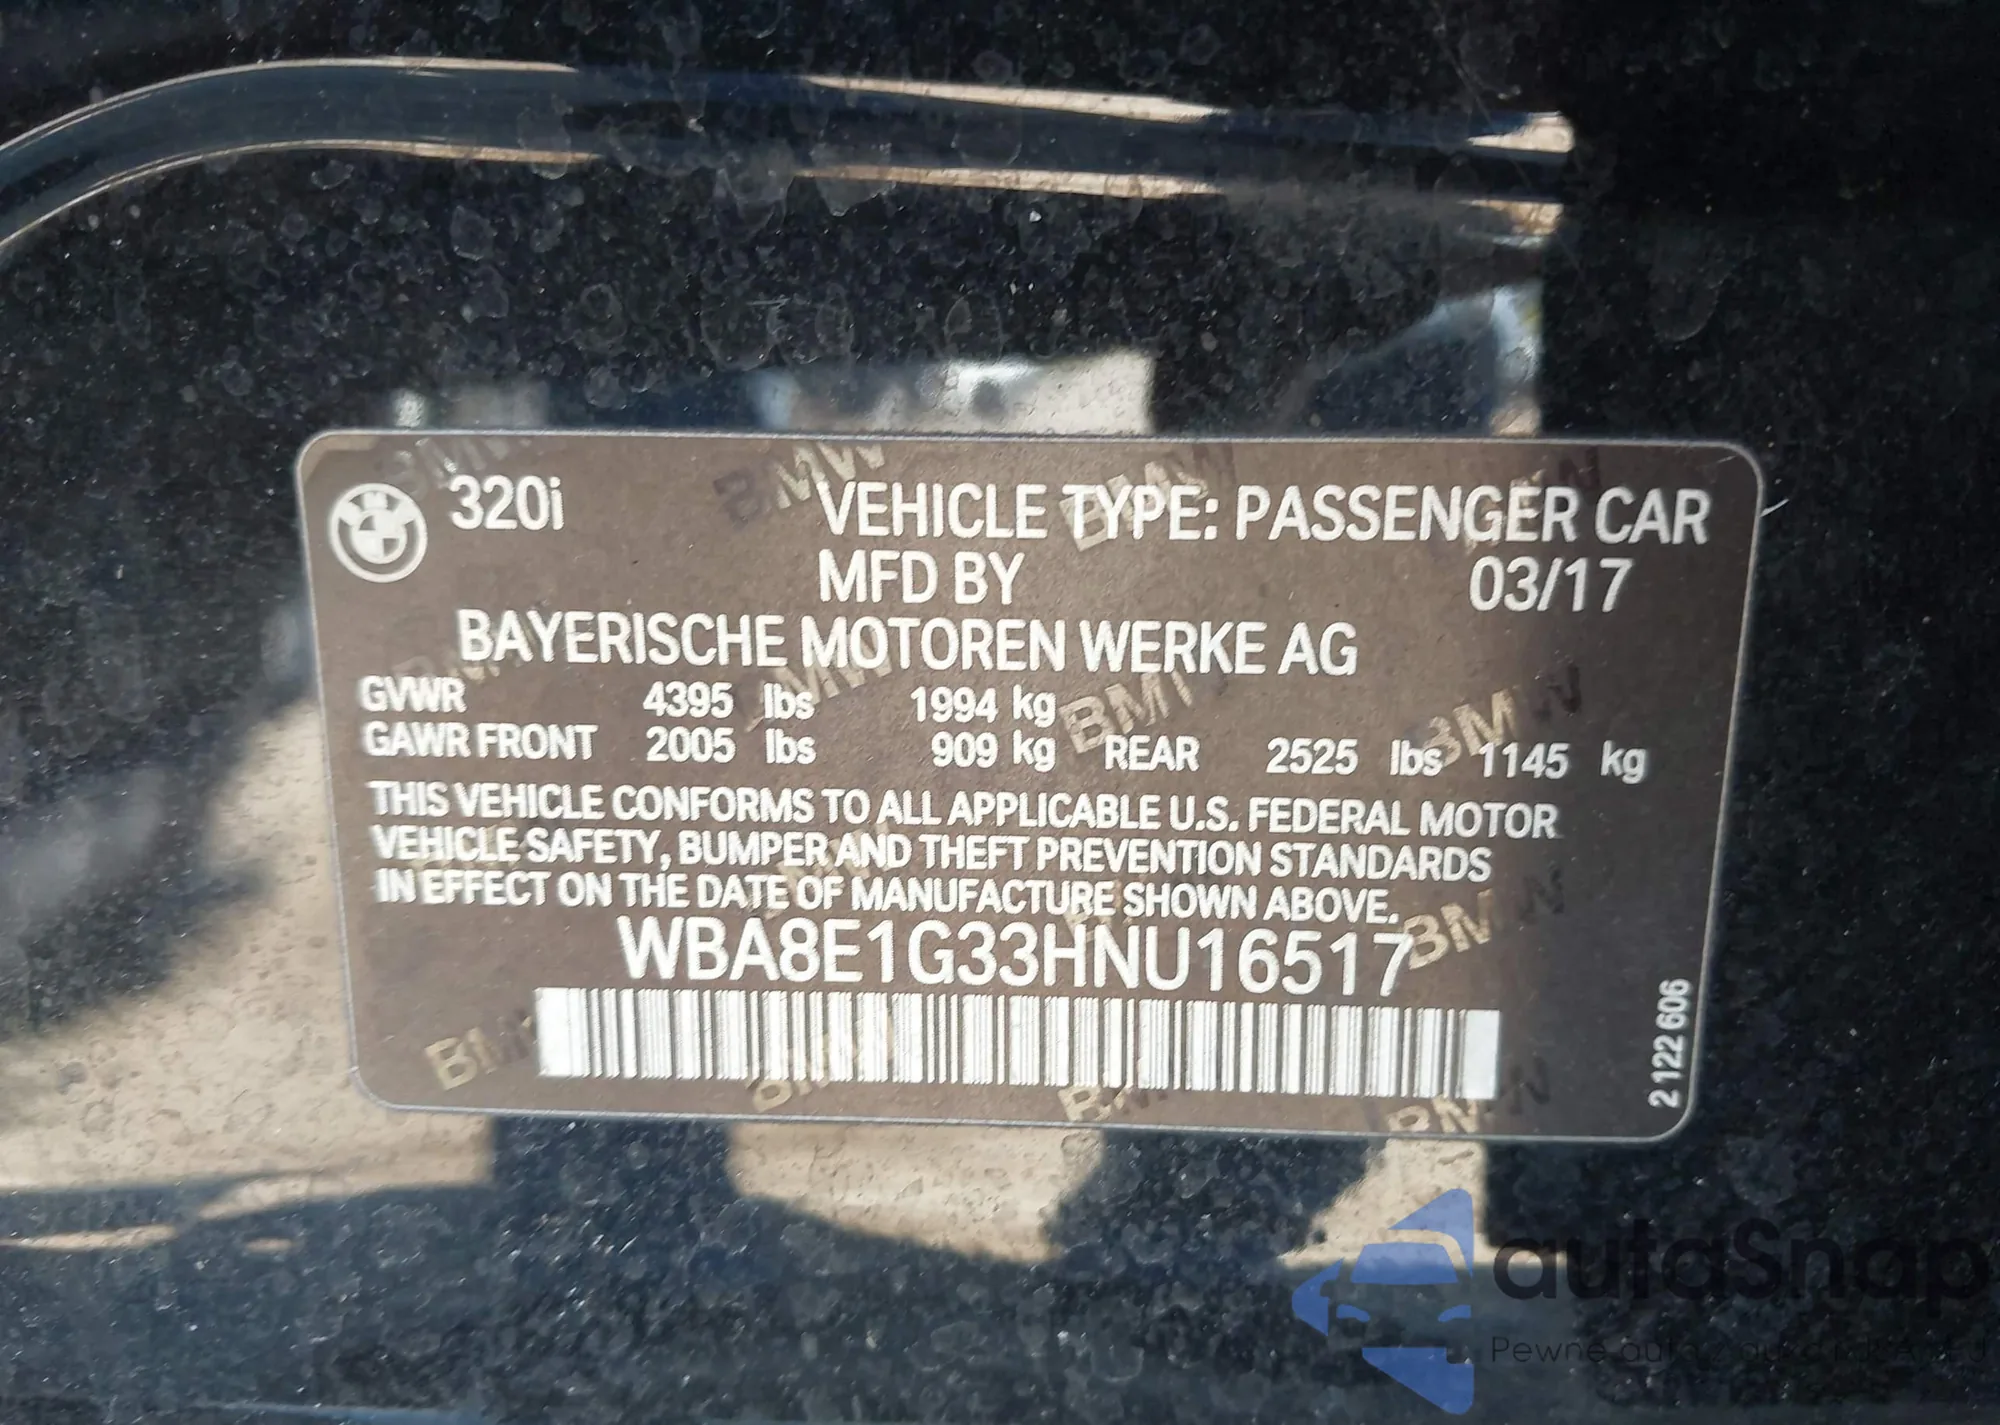 320i VEHICLE TYPE: PASSENGER CAR
MFD BY 03/17
BAYERISCHE MOTOREN WERKE AG
GVWR 4395 lbs 1994 kg
GAWR FRONT 2005 lbs 909 kg REAR 2525 lbs 1145 kg
THIS VEHICLE CONFORMS TO ALL APPLICABLE U.S. FEDERAL MOTOR
VEHICLE SAFETY, BUMPER AND THEFT PREVENTION STANDARDS
IN EFFECT ON THE DATE OF MANUFACTURE SHOWN ABOVE.
WBA8E1G33HNU16517
2 122 606
autaSnap
Pewne auta z